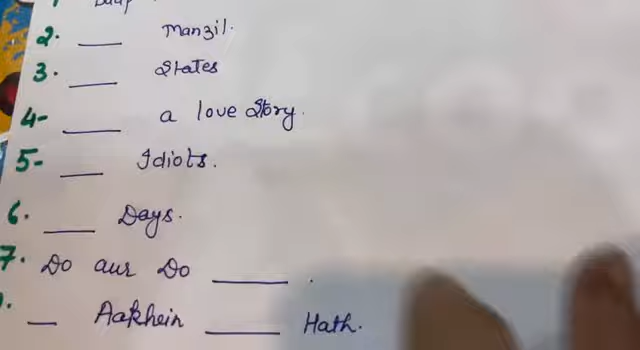 2. ___ Manzil.
3. ___ States
4- ___ a love Story.
5- ___ Idiots.
6. ___ Days.
7. Do aur Do ___ .
__ Aakhein ___ Hath.